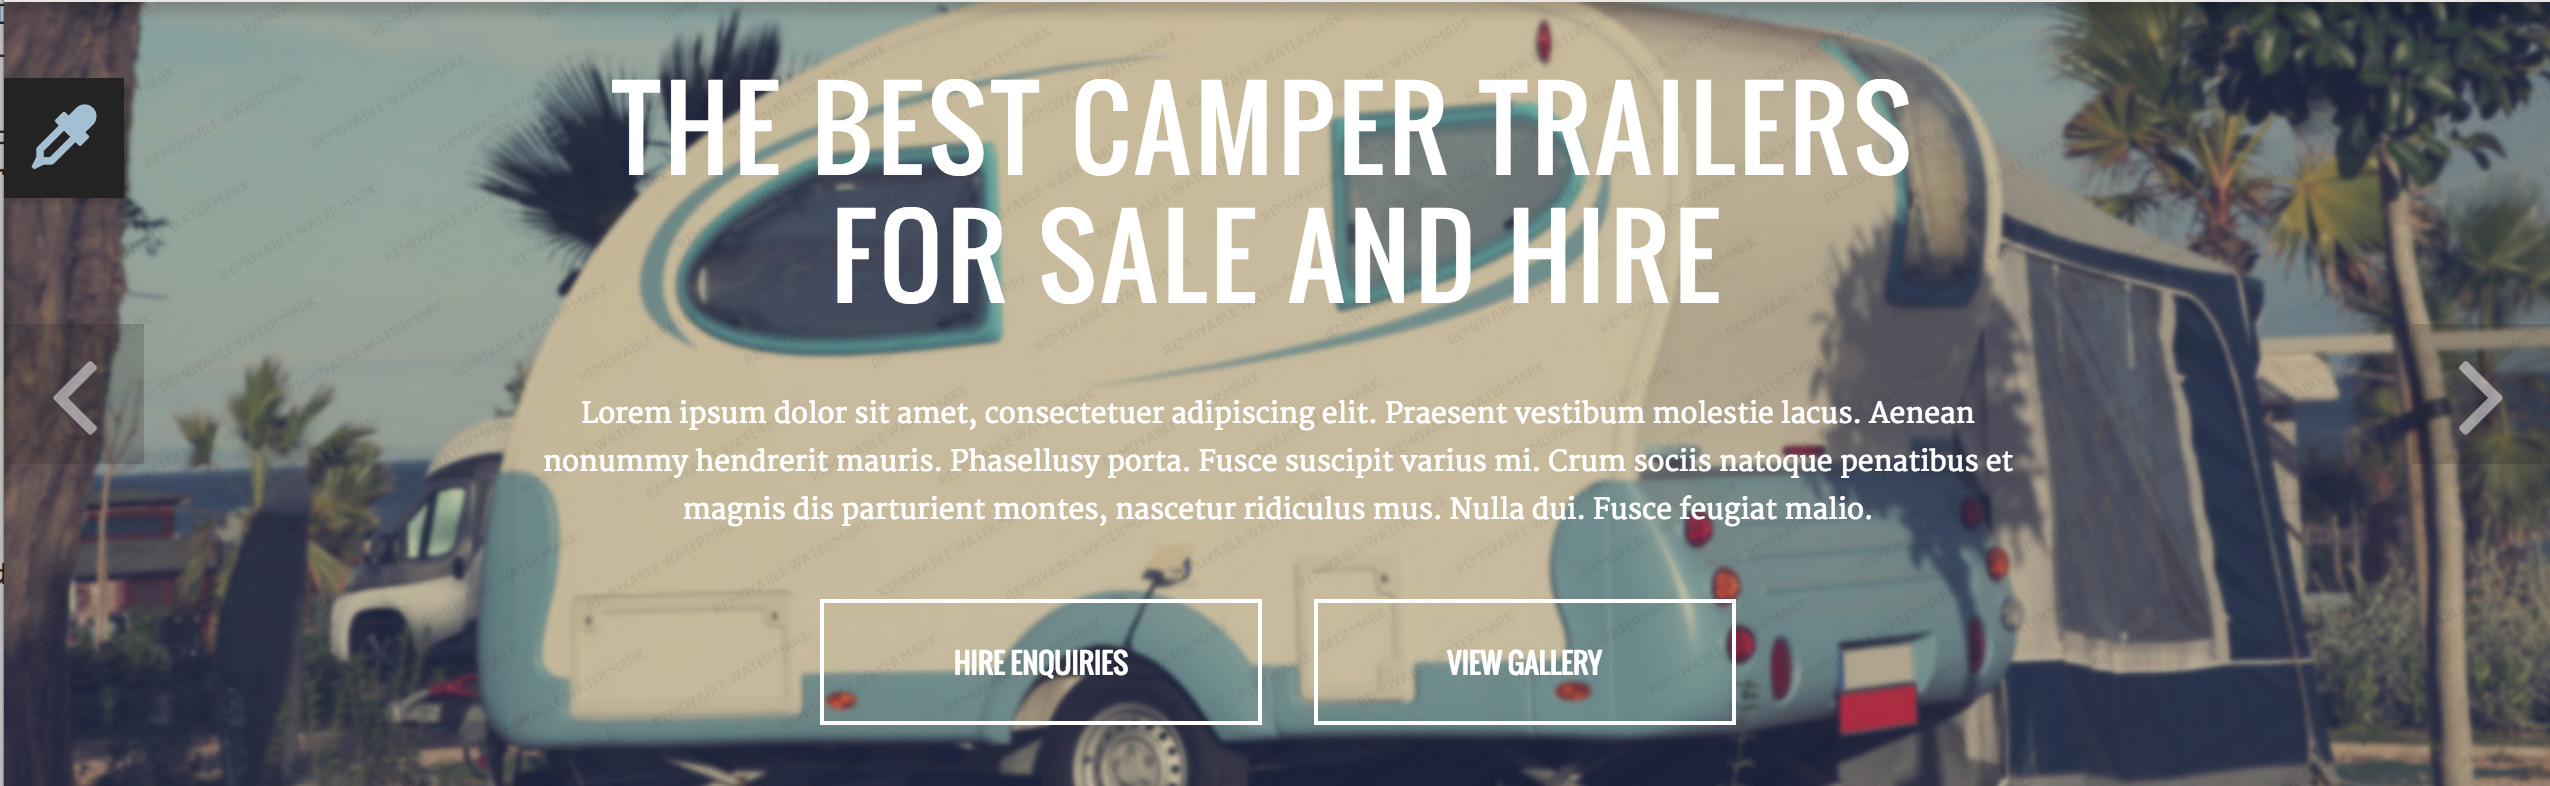 THE BEST CAMPER TRAILERS
FOR SALE AND HIRE
Lorem ipsum dolor sit amet, consectetuer adipiscing elit. Praesent vestibum molestie lacus. Aenean
nonummy hendrerit mauris. Phasellusy porta. Fusce suscipit varius mi. Crum sociis natoque penatibus et
magnis dis parturient montes, nascetur ridiculus mus. Nulla dui. Fusce feugiat malio.
HIRE ENQUIRIES
VIEW GALLERY
REMOVABLE WATERMARK